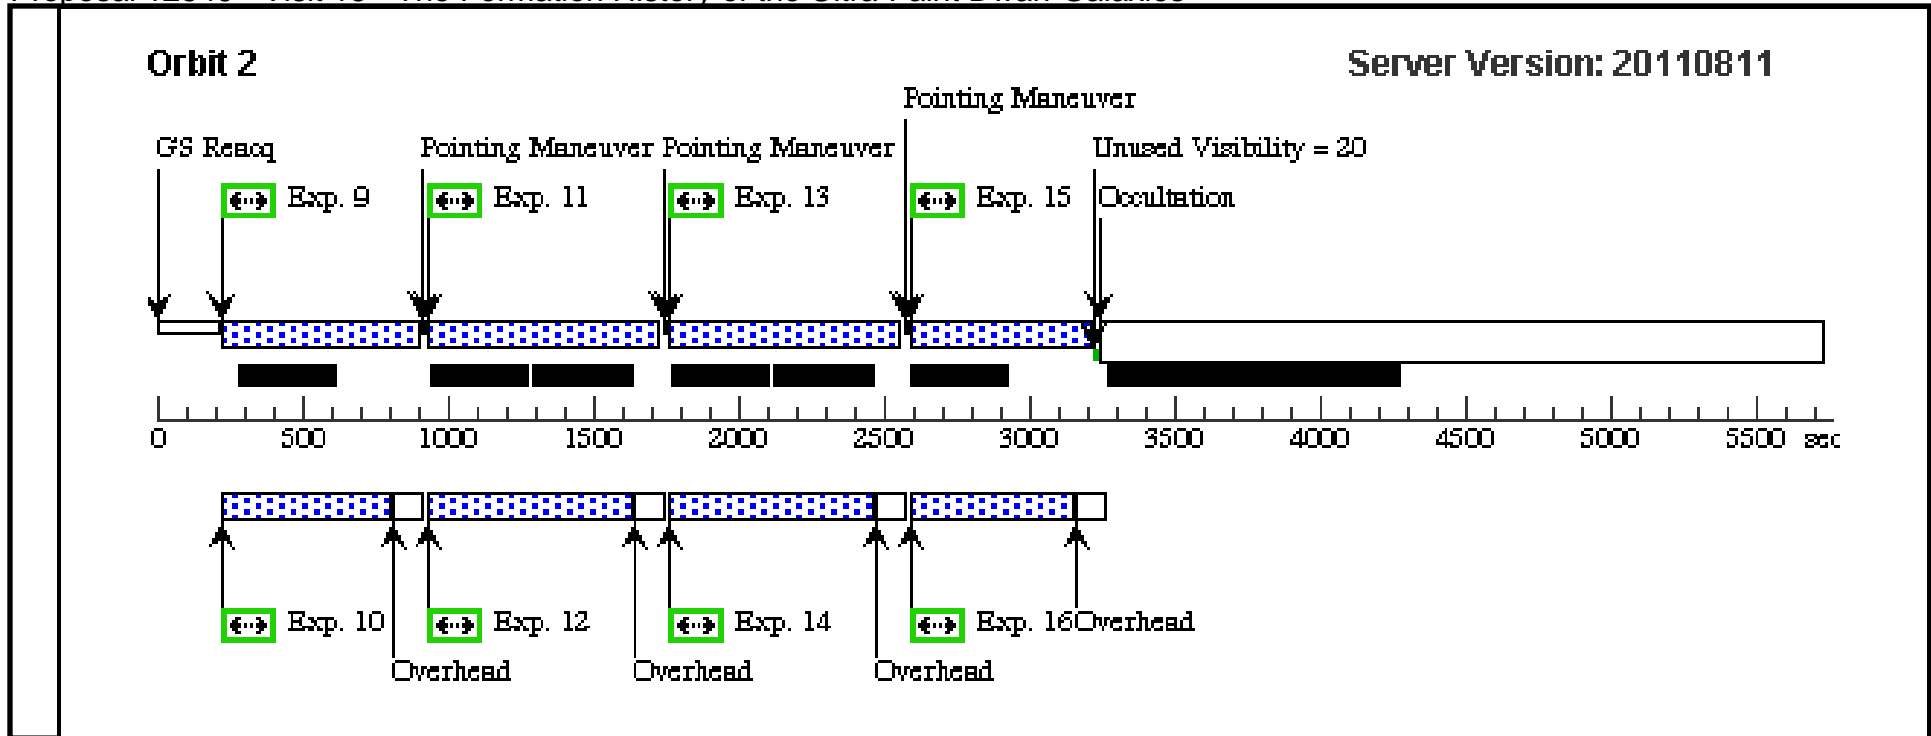 Orbit 2
Server Version: 20110811
Pointing Maneuver
GS Reacq
Pointing Maneuver
Pointing Maneuver
Unused Visibility = 20
Exp. 9
Exp. 11
Exp. 13
Exp. 15
Occultation
0 500 1000 1500 2000 2500 3000 3500 4000 4500 5000 5500 sec
Exp. 10
Exp. 12
Exp. 14
Exp. 16
Overhead
Overhead
Overhead
Overhead